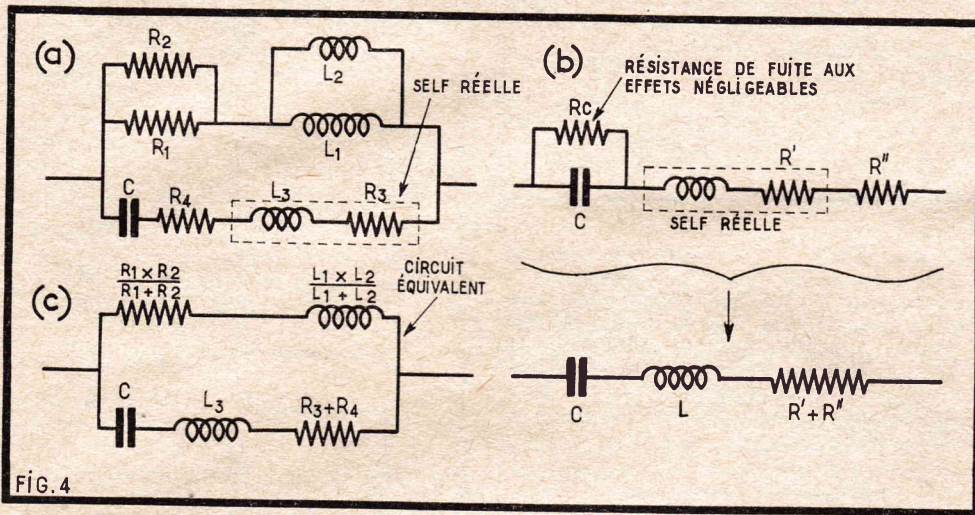 (a)
R2
R1
L2
L1
SELF RÉELLE
C
R4
L3
R3
(b)
RÉSISTANCE DE FUITE AUX
EFFETS NÉGLIGEABLES
Rc
C
R'
R"
SELF RÉELLE
(c)
R1 x R2
R1 + R2
L1 x L2
L1 + L2
CIRCUIT
ÉQUIVALENT
C
L3
R3+R4
C
L
R'+R"
FIG. 4